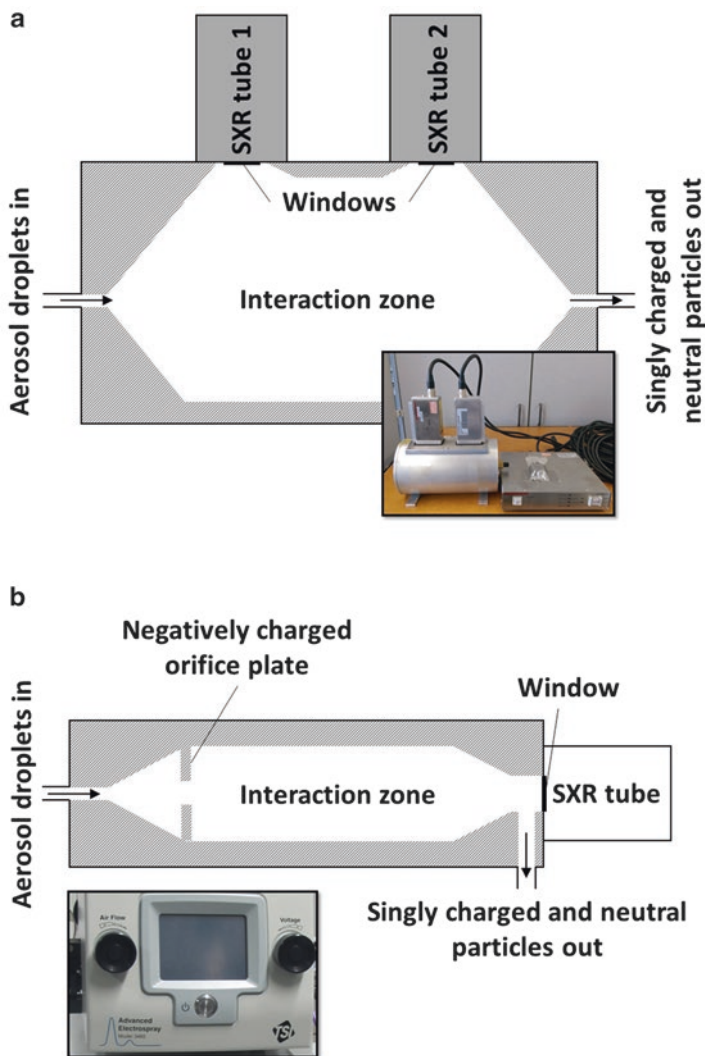 a
SXR tube 1
SXR tube 2
Windows
Aerosol droplets in
Interaction zone
Singly charged and
neutral particles out
b
Negatively charged
orifice plate
Window
Aerosol droplets in
Interaction zone
SXR tube
Singly charged and neutral
particles out
Air Flow
Voltage
Advanced
Electrospray
TSI